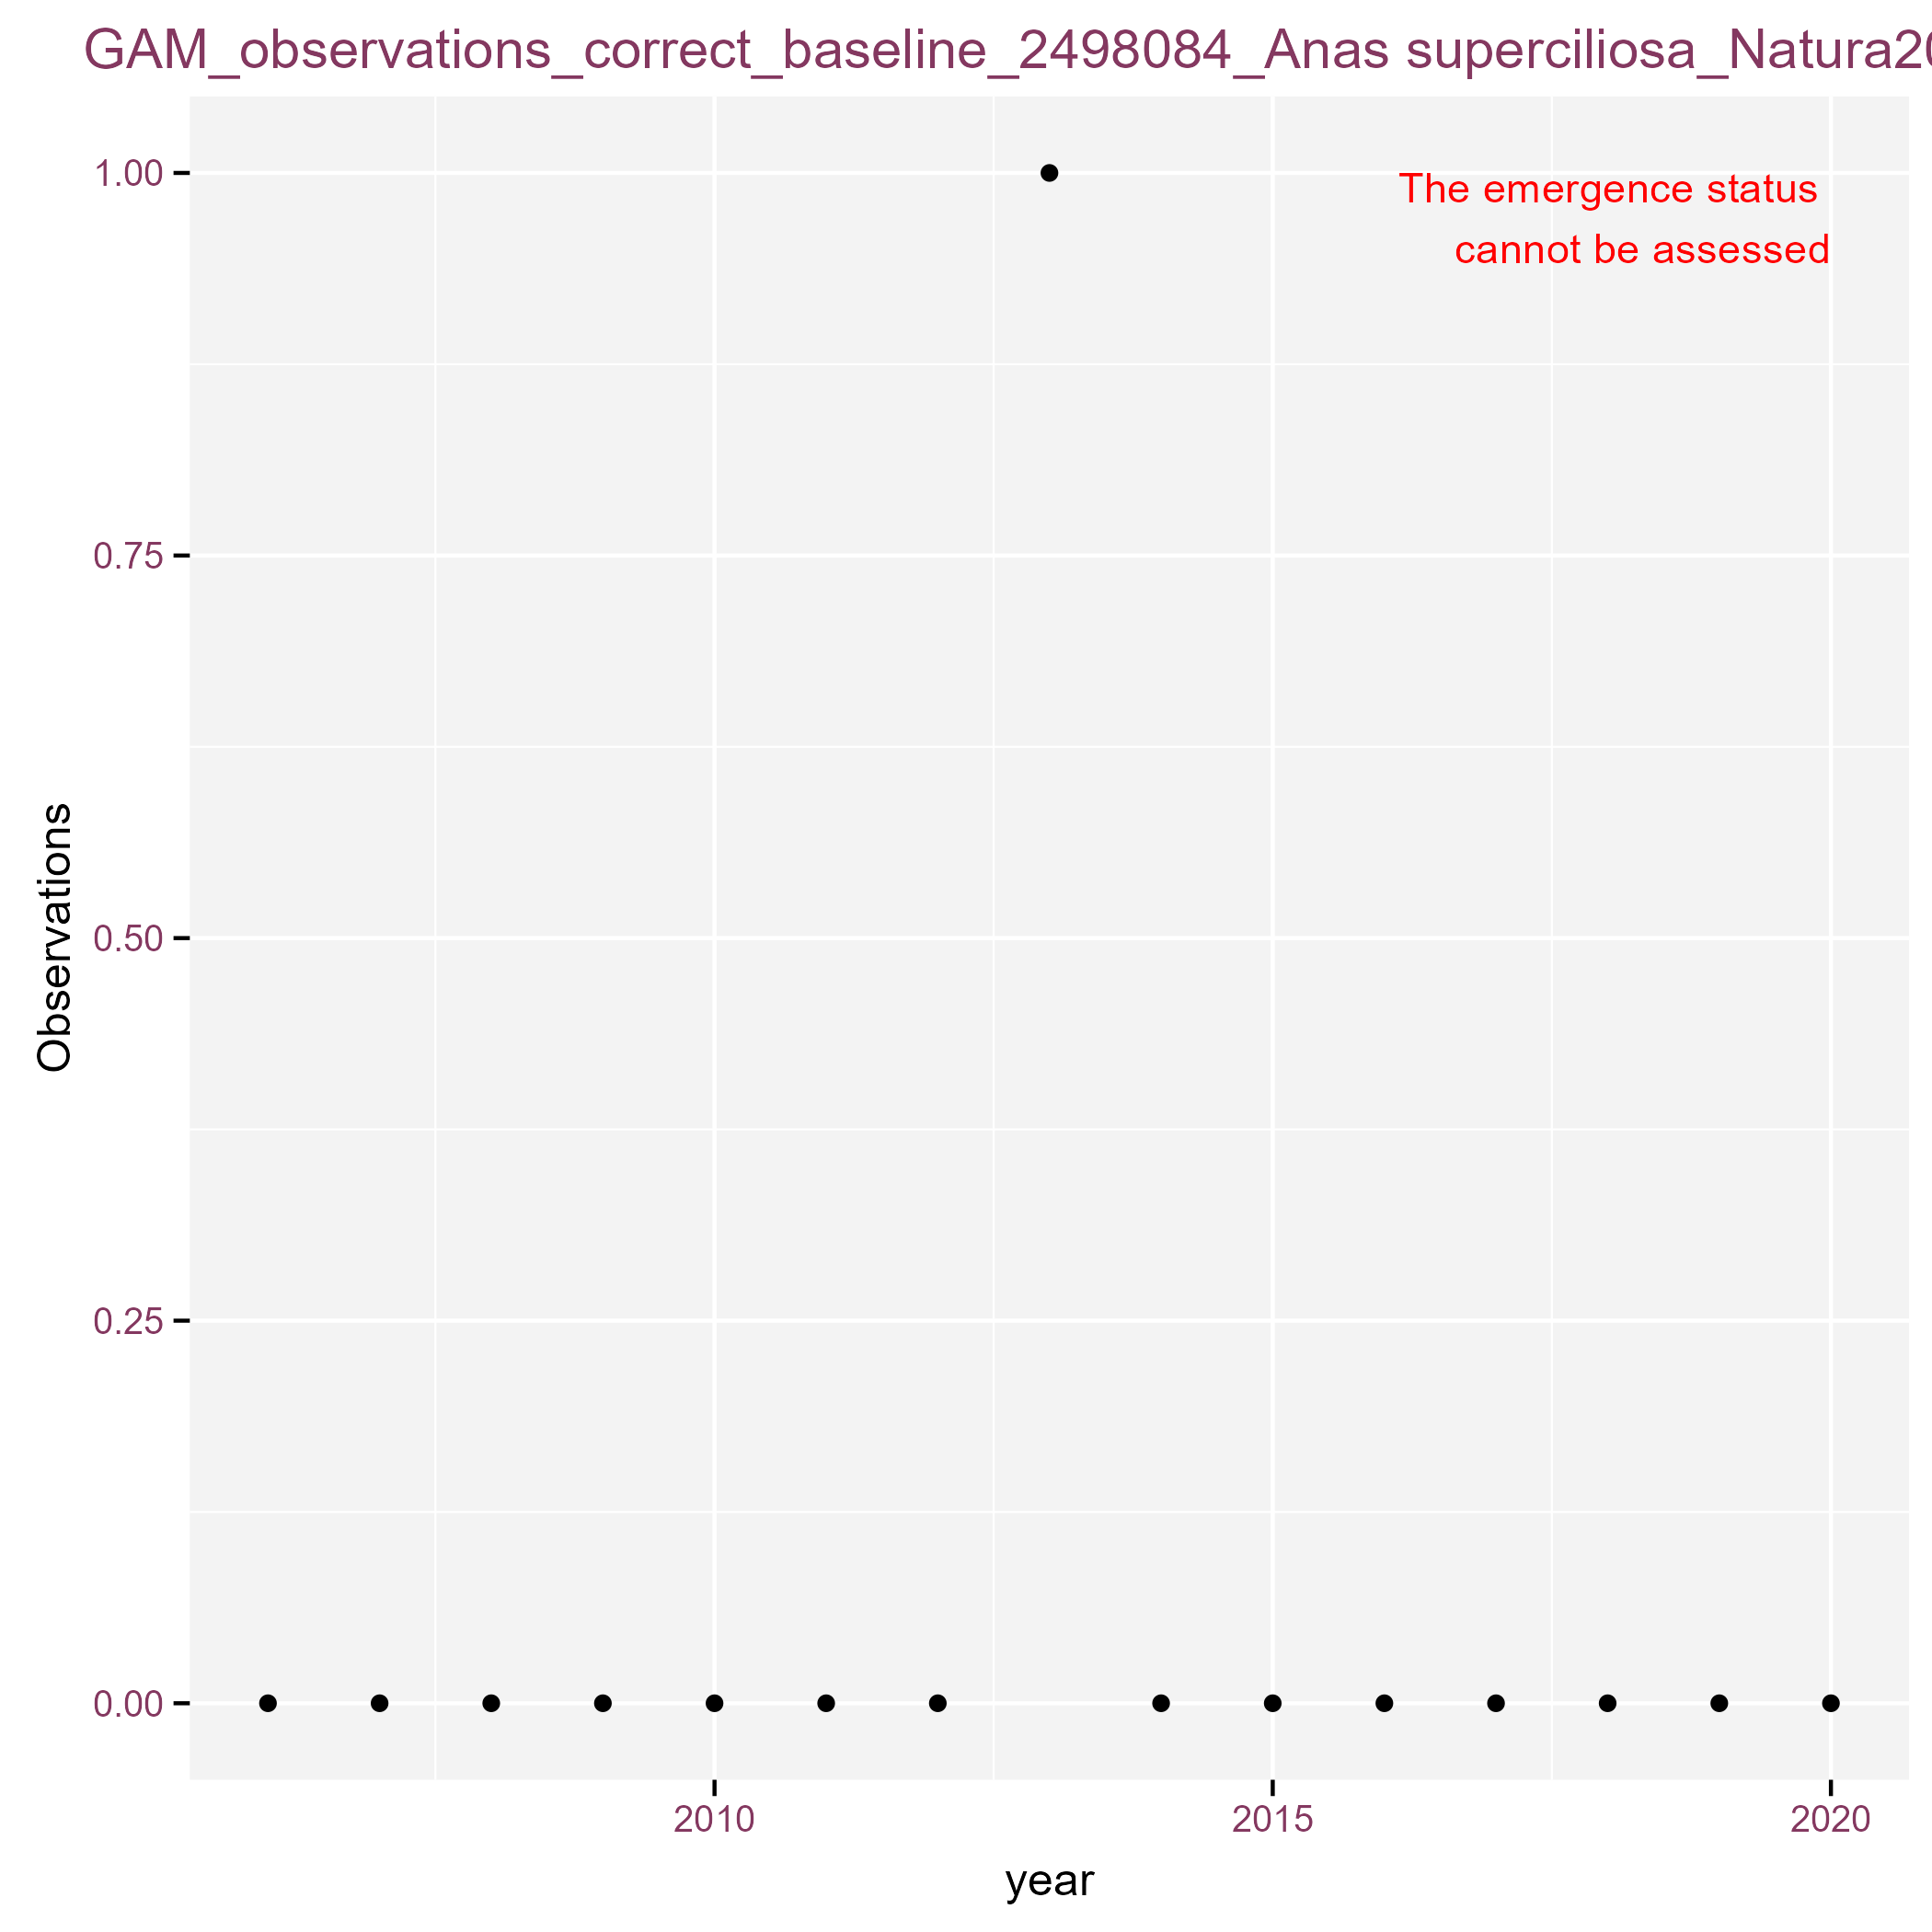 GAM_observations_correct_baseline_2498084_Anas superciliosa_Natura20
1.00
The emergence status
cannot be assessed
0.75
0.50
0.25
0.00
Observations
2010 2015 2020
year